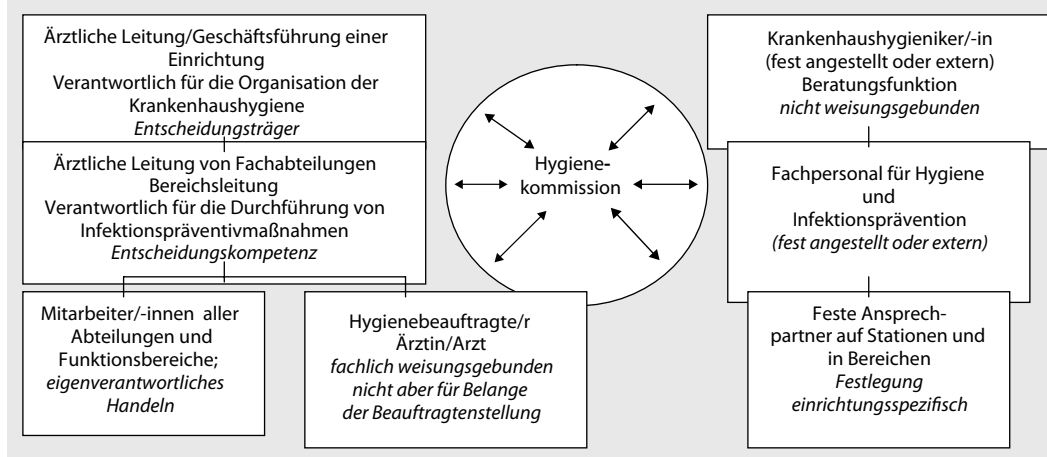 Ärztliche Leitung/Geschäftsführung einer
Einrichtung
Verantwortlich für die Organisation der
Krankenhaushygiene
Entscheidungsträger
Ärztliche Leitung von Fachabteilungen
Bereichsleitung
Verantwortlich für die Durchführung von
Infektionspräventivmaßnahmen
Entscheidungskompetenz
Mitarbeiter/-innen aller
Abteilungen und
Funktionsbereiche;
eigenverantwortliches
Handeln
Hygienebeauftragte/r
Ärztin/Arzt
fachlich weisungsgebunden
nicht aber für Belange
der Beauftragtenstellung
Hygiene-
kommission
Krankenhaushygieniker/-in
(fest angestellt oder extern)
Beratungsfunktion
nicht weisungsgebunden
Fachpersonal für Hygiene
und
Infektionsprävention
(fest angestellt oder extern)
Feste Ansprech-
partner auf Stationen und
in Bereichen
Festlegung
einrichtungsspezifisch